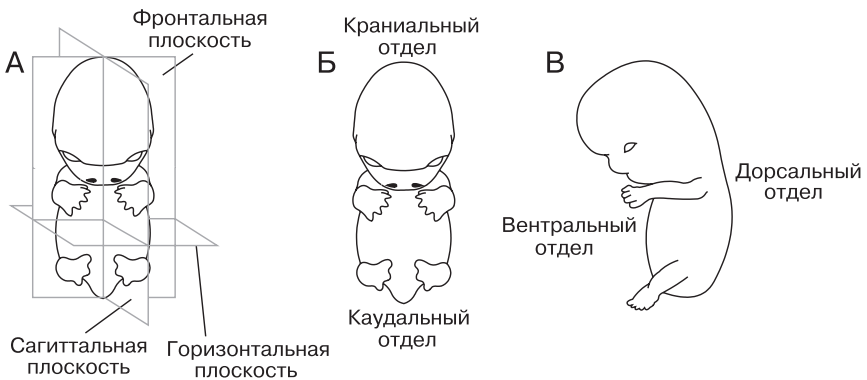 Фронтальная
плоскость
А
Сагиттальная
плоскость
Горизонтальная
плоскость
Краниальный
отдел
Б
Каудальный
отдел
В
Дорсальный
отдел
Вентральный
отдел